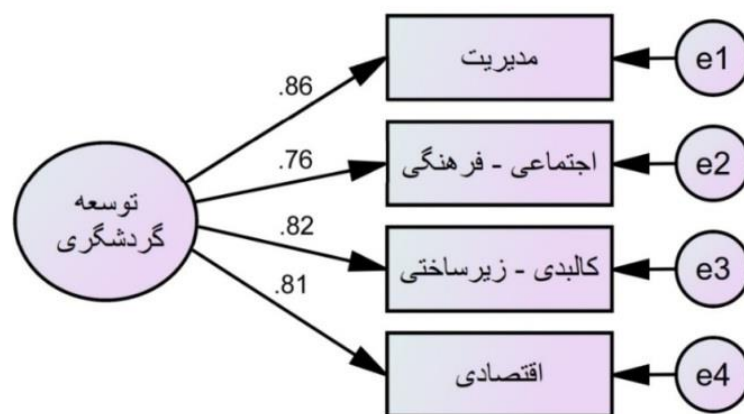 مدیریت
e1
.86
اجتماعی - فرهنگی
e2
.76
توسعه
گردشگری
.82
کالبدی - زیرساختی
e3
.81
اقتصادی
e4